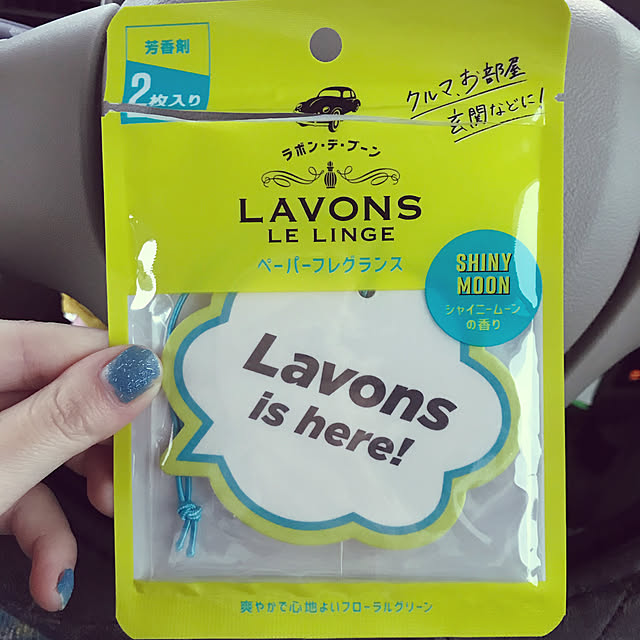 芳香剤
2枚入り
クルマ、お部屋
玄関などに!
ラボン・デ・ブーン
LAVONS
LE LINGE
ペーパーフレグランス
SHINY
MOON
シャイニームーン
の香り
Lavons
is here!
爽やかで心地よいフローラルグリーン